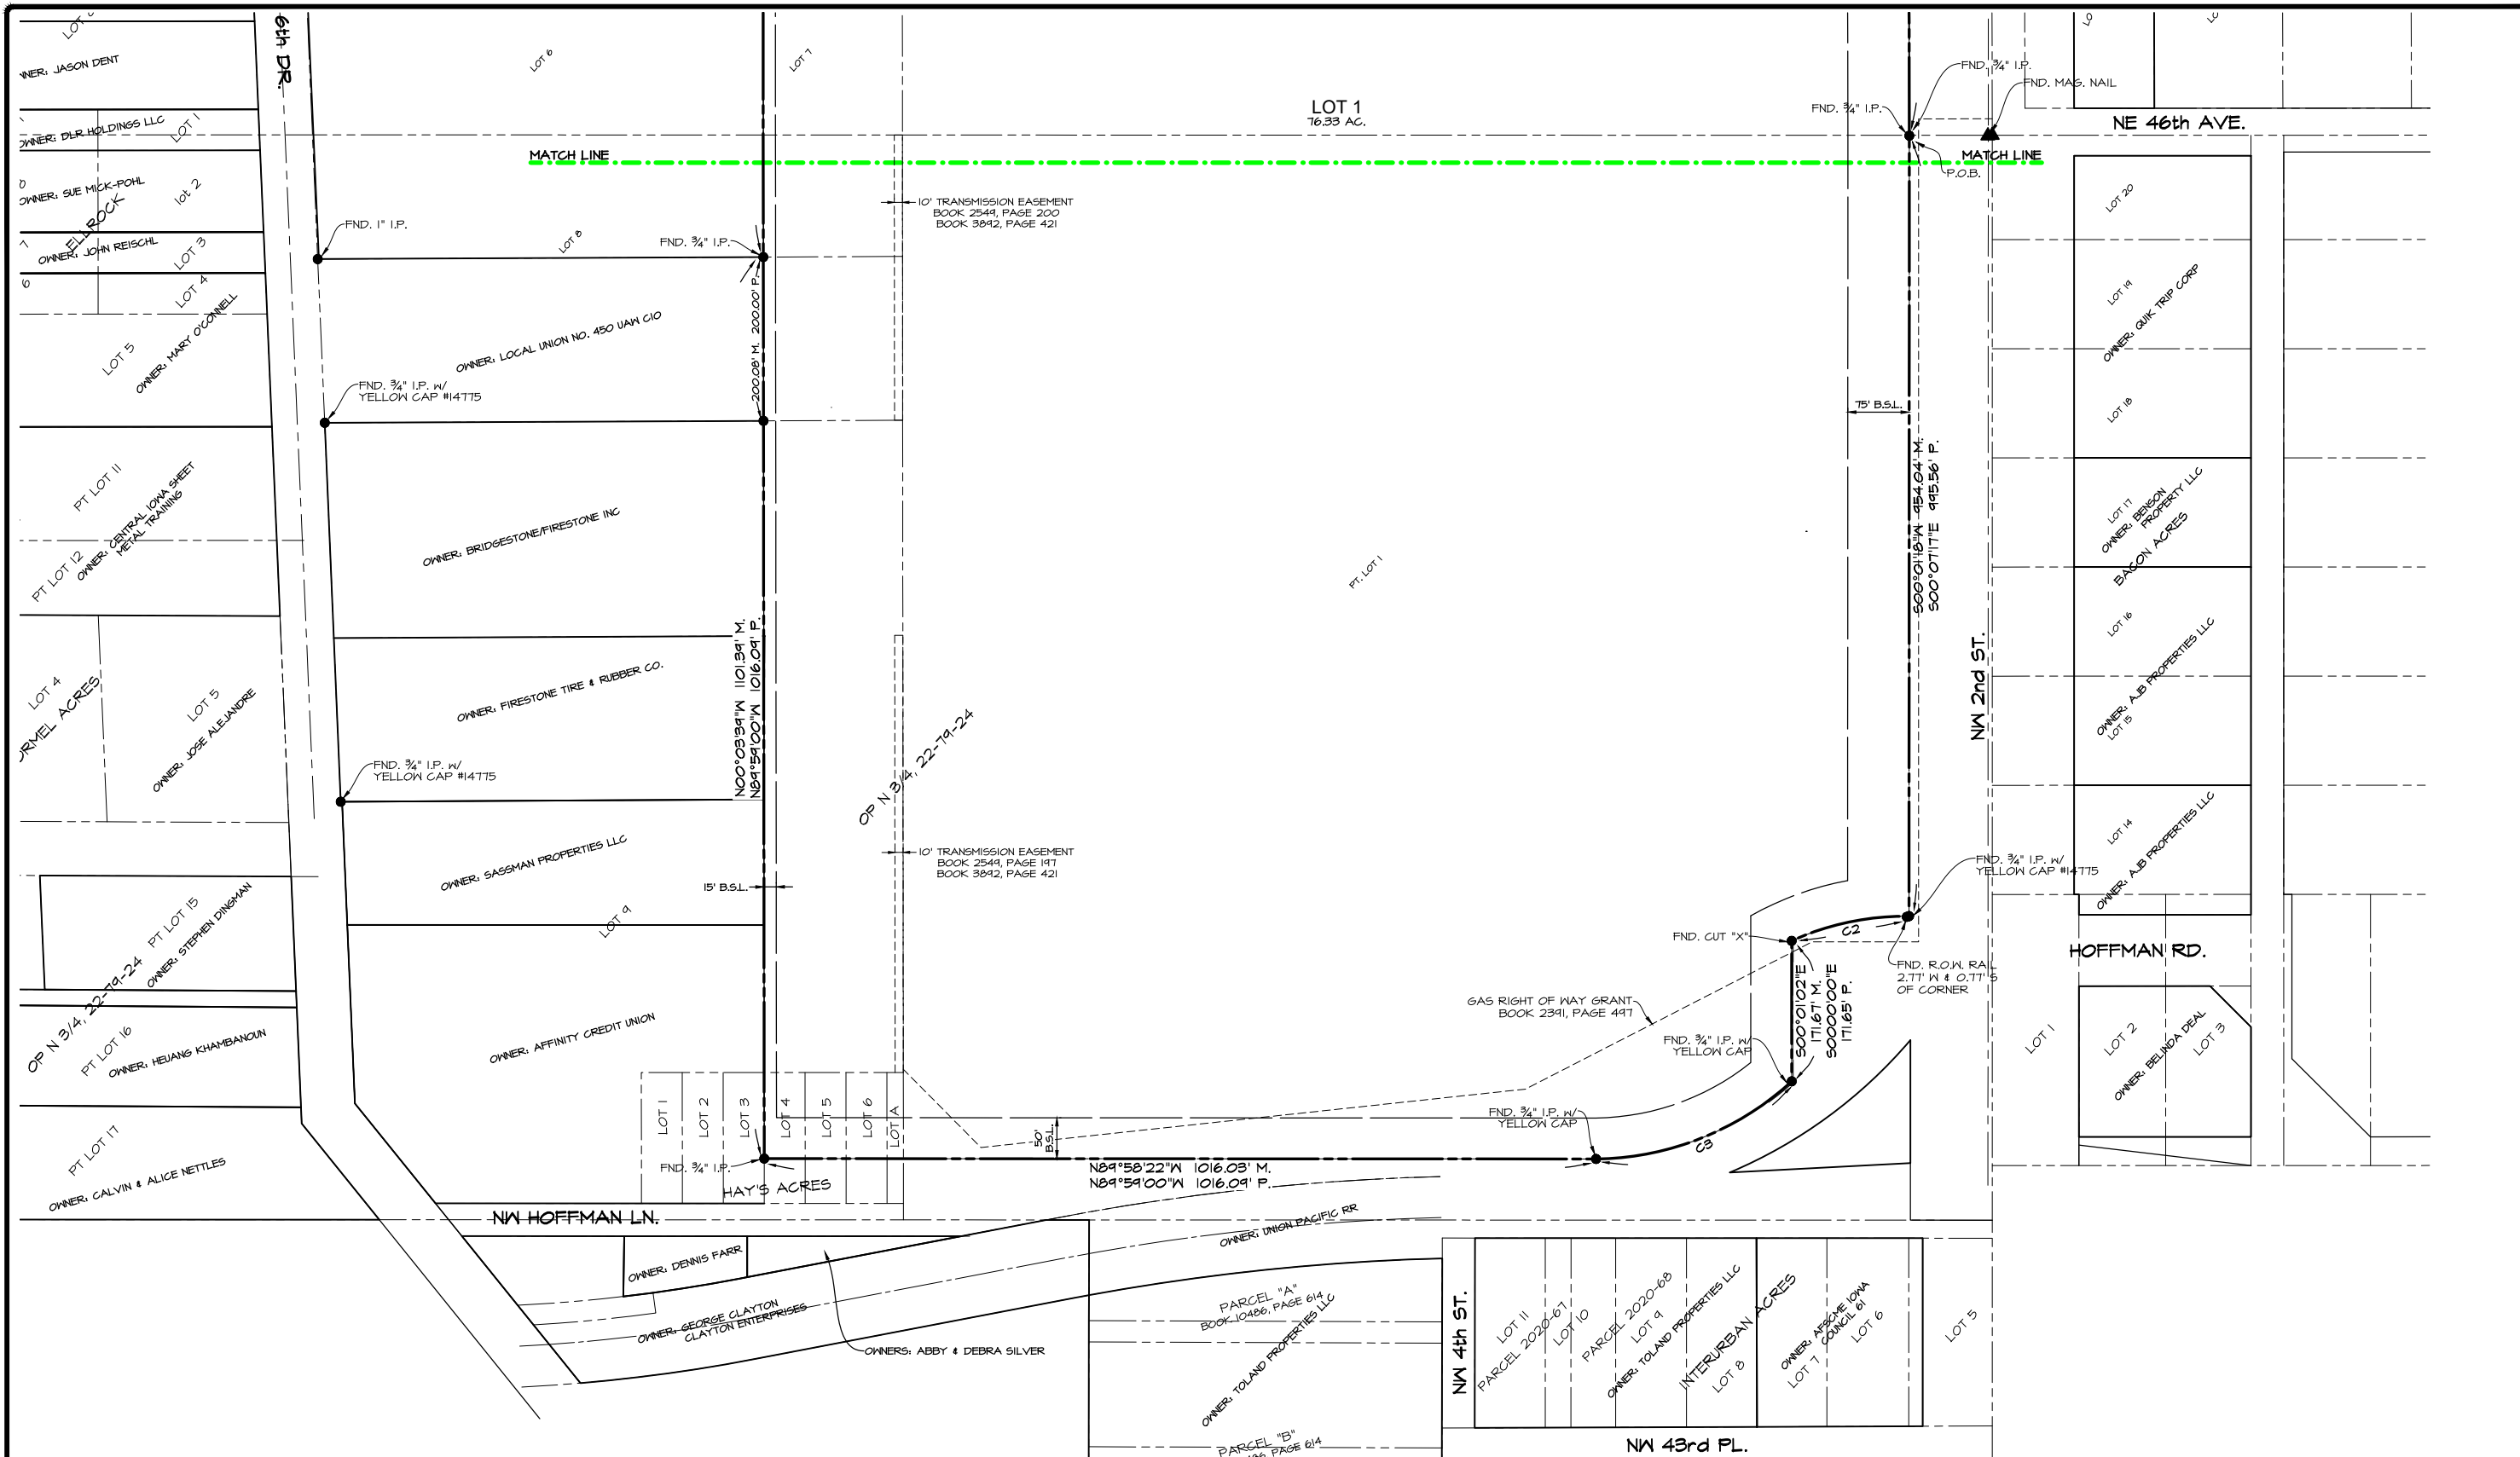 6th DR.
LOT 6
LOT 7
LOT 1
76.33 AC.
FND. ¾" I.P.
FND. ¾" I.P.
FND. MAG. NAIL
NE 46th AVE.
MATCH LINE
MATCH LINE
P.O.B.
NER: JASON DENT
OWNER: DLR HOLDINGS LLC
LOT 1
OWNER: SUE MICK-POHL
lot 2
ELLROCK
7
OWNER: JOHN REISCHL
LOT 3
6
LOT 4
OWNER: MARY O'CONNELL
LOT 5
PT LOT 11
OWNER: CENTRAL IOWA SHEET
METAL TRAINING
PT LOT 12
LOT 4
ORMEL ACRES
LOT 5
OWNER: JOSE ALEJANDRE
PT LOT 15
OWNER: STEPHEN DINGMAN
OP N 3/4, 22-79-24
PT LOT 16
OWNER: HEUANG KHAMBANOUN
PT LOT 17
OWNER: CALVIN & ALICE NETTLES
FND. 1" I.P.
LOT 8
FND. ¾" I.P.
200.08' M. 200.00' P.
OWNER: LOCAL UNION NO. 450 UAW CIO
FND. ¾" I.P. W/
YELLOW CAP #14775
OWNER: BRIDGESTONE/FIRESTONE INC
OWNER: FIRESTONE TIRE & RUBBER CO.
N00°03'39"W 1101.39' M.
N89°59'00"W 1016.09' P.
FND. ¾" I.P. W/
YELLOW CAP #14775
OWNER: SASSMAN PROPERTIES LLC
15' B.S.L.
LOT 9
OWNER: AFFINITY CREDIT UNION
10' TRANSMISSION EASEMENT
BOOK 2549, PAGE 200
BOOK 3892, PAGE 421
PT. LOT 1
OP N 3/4, 22-79-24
10' TRANSMISSION EASEMENT
BOOK 2549, PAGE 197
BOOK 3892, PAGE 421
75' B.S.L.
S00°01'18"W 954.04' M.
S00°07'17"E 995.56' P.
NW 2nd ST.
FND. ¾" I.P. W/
YELLOW CAP #14775
FND. CUT "X"
C2
FND. R.O.W. RAIL
2.77' W & 0.77' S
OF CORNER
GAS RIGHT OF WAY GRANT
BOOK 2391, PAGE 497
S00°01'02"E
171.67' M.
S00°00'00"E
171.65' P.
FND. ¾" I.P. W/
YELLOW CAP
FND. ¾" I.P. W/
YELLOW CAP
C3
50'
B.S.L.
N89°58'22"W 1016.03' M.
N89°59'00"W 1016.09' P.
LOT 1
LOT 2
LOT 3
LOT 4
LOT 5
LOT 6
LOT A
FND. ¾" I.P.
HAY'S ACRES
NW HOFFMAN LN.
OWNER: DENNIS FARR
OWNER: GEORGE CLAYTON
CLAYTON ENTERPRISES
OWNERS: ABBY & DEBRA SILVER
OWNER: UNION PACIFIC RR
PARCEL "A"
BOOK 10486, PAGE 614
OWNER: TOLAND PROPERTIES LLC
PARCEL "B"
PAGE 614
NW 4th ST.
LOT 11
PARCEL 2020-67
LOT 10
PARCEL 2020-68
LOT 9
OWNER: TOLAND PROPERTIES LLC
INTERURBAN ACRES
LOT 8
OWNER: AFSCME IOWA
COUNCIL 61
LOT 7
LOT 6
LOT 5
NW 43rd PL.
LOT 20
LOT 19
OWNER: QUIK TRIP CORP
LOT 18
LOT 17
OWNER: BENSON
PROPERTY LLC
BACON ACRES
LOT 16
OWNER: AJB PROPERTIES LLC
LOT 15
LOT 14
OWNER: AJB PROPERTIES LLC
HOFFMAN RD.
LOT 1
LOT 2
OWNER: BELINDA DEAL
LOT 3